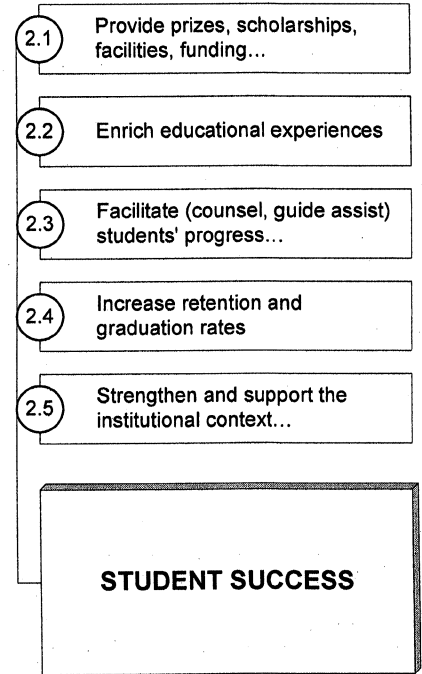 2.1
Provide prizes, scholarships,
facilities, funding...
2.2
Enrich educational experiences
2.3
Facilitate (counsel, guide assist)
students' progress...
2.4
Increase retention and
graduation rates
2.5
Strengthen and support the
institutional context...
STUDENT SUCCESS